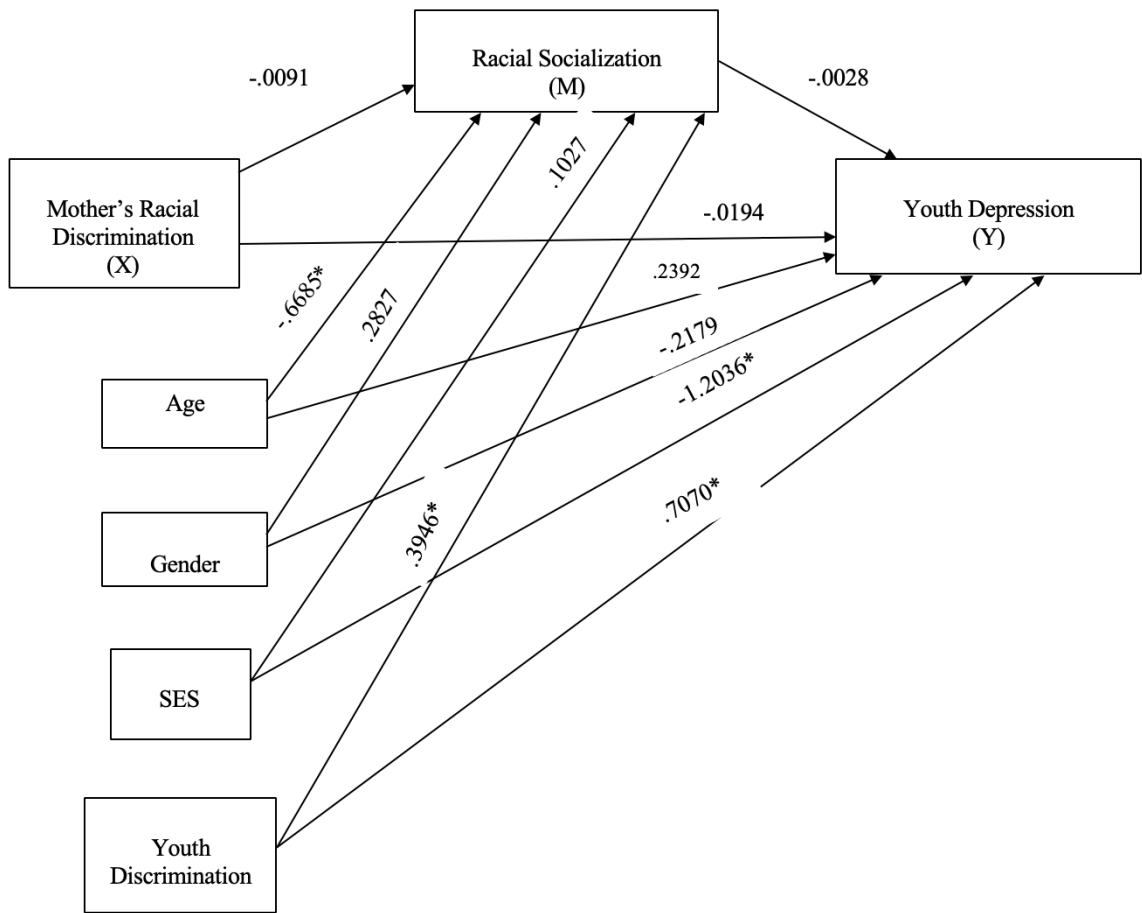 Racial Socialization
(M)
-.0091
-.0028
Mother’s Racial
Discrimination
(X)
.1027
Youth Depression
(Y)
-.0194
-.6685*
.2827
.2392
-.2179
-1.2036*
Age
.3946*
.7070*
Gender
SES
Youth
Discrimination